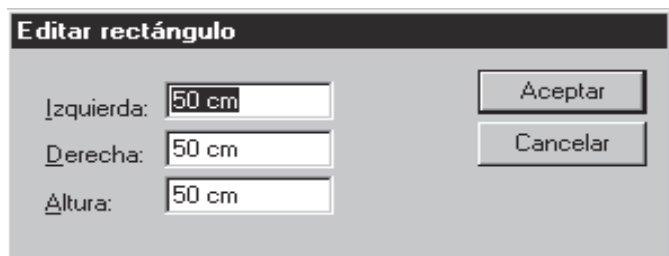 Editar rectángulo
Izquierda: 50 cm
Aceptar
Derecha: 50 cm
Cancelar
Altura: 50 cm